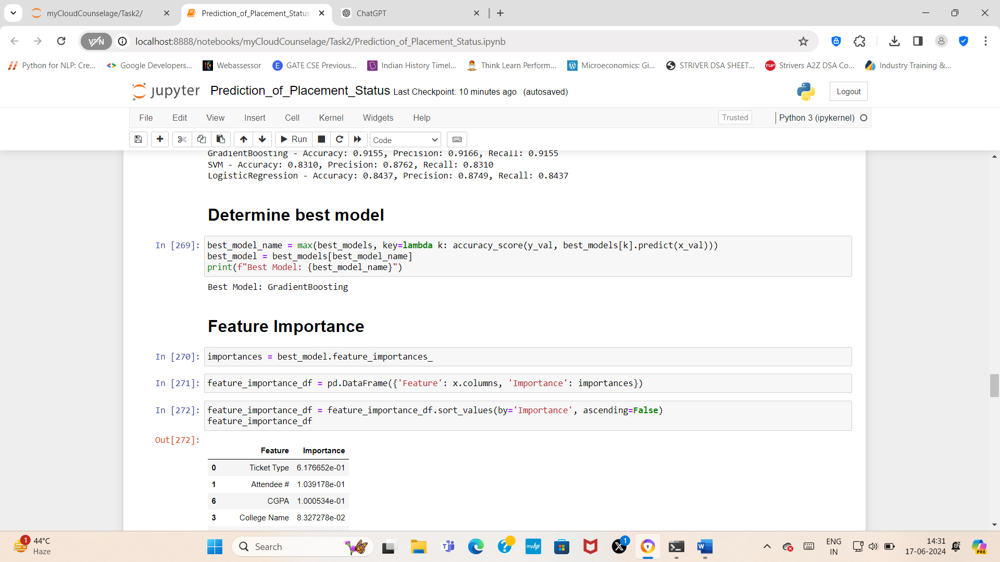 myCloudCounselage/Task2/
Prediction_of_Placement_Status
ChatGPT
VPN
localhost:8888/notebooks/myCloudCounselage/Task2/Prediction_of_Placement_Status.ipynb
Python for NLP: Cre...
Google Developers...
Webassessor
GATE CSE Previous...
Indian History Timel...
Think Learn Perform...
Microeconomics: Gi...
STRIVER DSA SHEET...
Strivers A2Z DSA Co...
Industry Training &...
jupyter Prediction_of_Placement_Status Last Checkpoint: 10 minutes ago (autosaved)
Logout
File Edit View Insert Cell Kernel Widgets Help
Trusted
Python 3 (ipykernel)
Run
Code
GradientBoosting - Accuracy: 0.9155, Precision: 0.9166, Recall: 0.9155
SVM - Accuracy: 0.8310, Precision: 0.8762, Recall: 0.8310
LogisticRegression - Accuracy: 0.8437, Precision: 0.8749, Recall: 0.8437
Determine best model
In [269]: best_model_name = max(best_models, key=lambda k: accuracy_score(y_val, best_models[k].predict(x_val)))
best_model = best_models[best_model_name]
print(f"Best Model: {best_model_name}")
Best Model: GradientBoosting
Feature Importance
In [270]: importances = best_model.feature_importances_
In [271]: feature_importance_df = pd.DataFrame({'Feature': x.columns, 'Importance': importances})
In [272]: feature_importance_df = feature_importance_df.sort_values(by='Importance', ascending=False)
feature_importance_df
Out[272]:
Feature Importance
0 Ticket Type 6.176652e-01
1 Attendee # 1.039178e-01
6 CGPA 1.000534e-01
3 College Name 8.327278e-02
1
44°C
Haze
Search
myhp
1
ENG
IN
14:31
17-06-2024
PRE